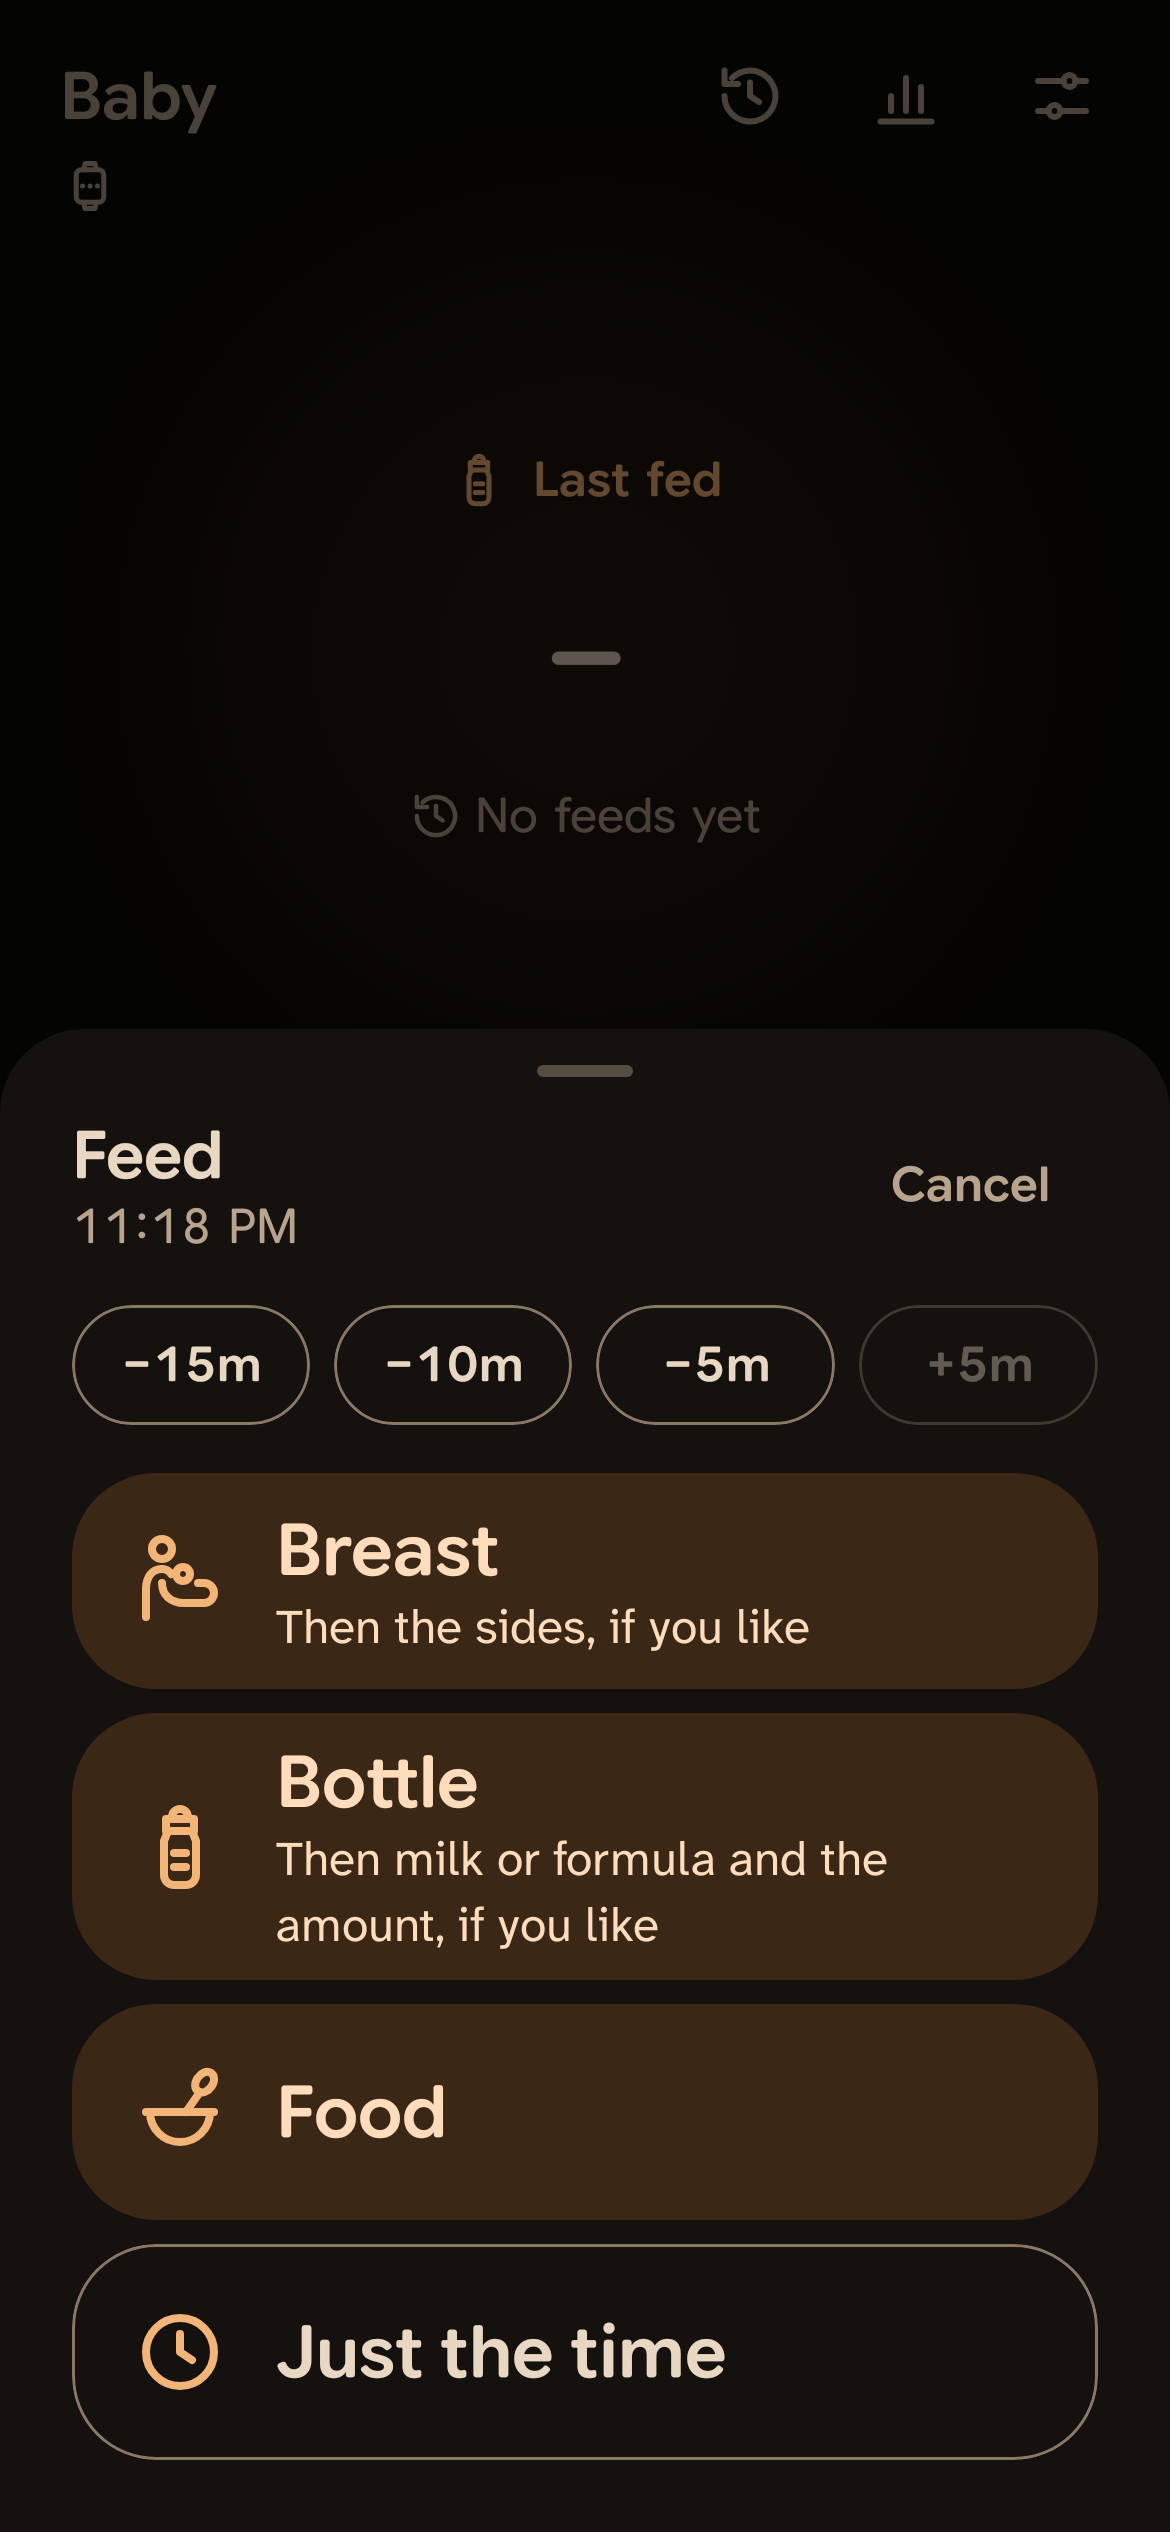 Baby
Last fed
–
No feeds yet
Feed
Cancel
11:18 PM
−15m
−10m
−5m
+5m
Breast
Then the sides, if you like
Bottle
Then milk or formula and the
amount, if you like
Food
Just the time